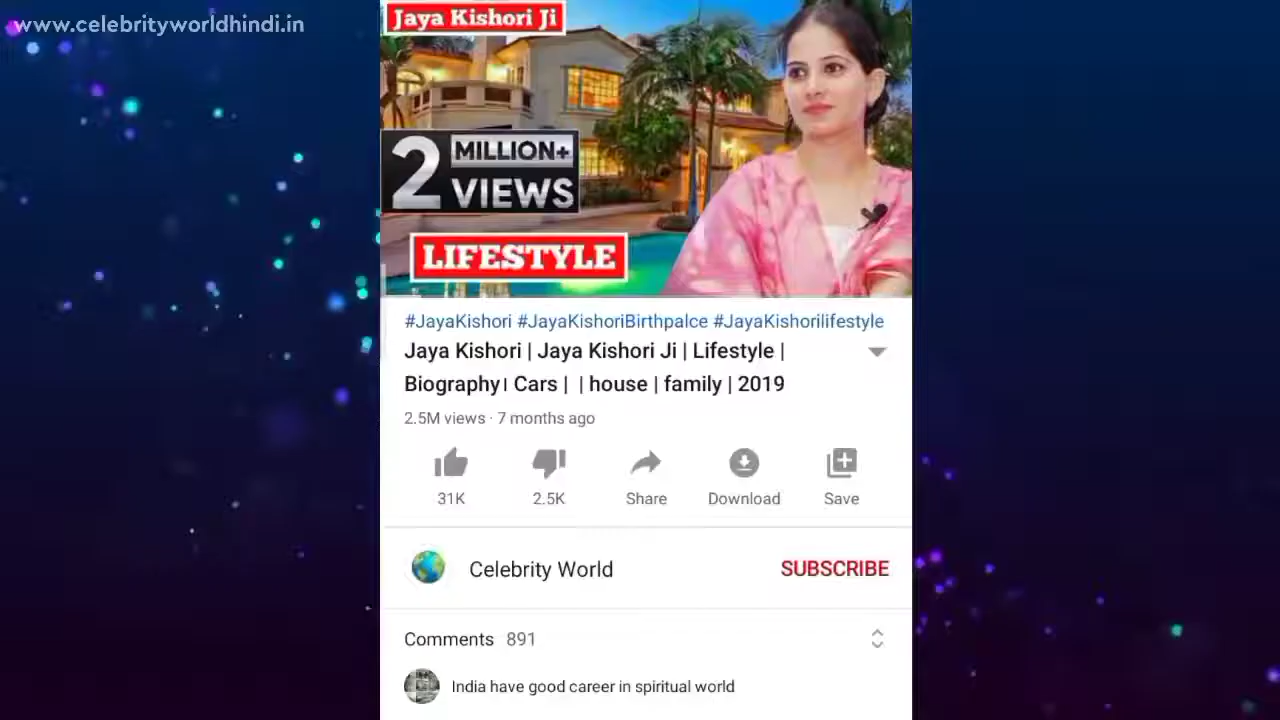 www.celebrityworldhindi.in
Jaya Kishori Ji
2 MILLION+
VIEWS
LIFESTYLE
#JayaKishori #JayaKishoriBirthpalce #JayaKishorilifestyle
Jaya Kishori | Jaya Kishori Ji | Lifestyle |
Biography। Cars | | house | family | 2019
2.5M views · 7 months ago
31K 2.5K Share Download Save
Celebrity World SUBSCRIBE
Comments 891
India have good career in spiritual world